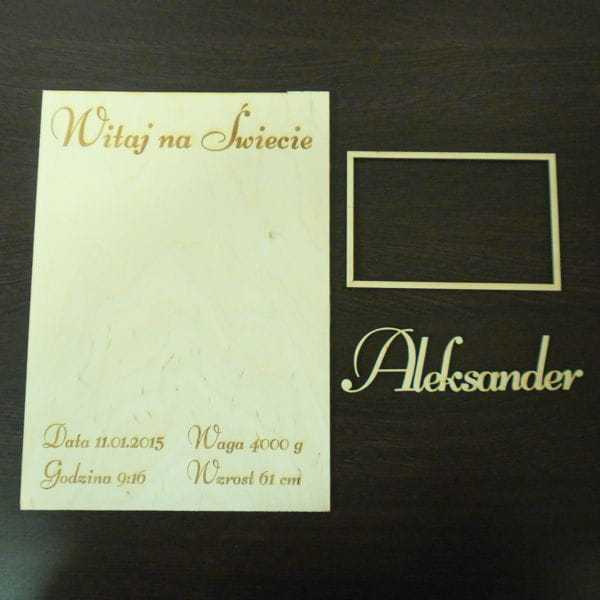 Witaj na Świecie
Aleksander
Data 11.01.2015 Waga 4000 g
Godzina 9:16 Wzrost 61 cm